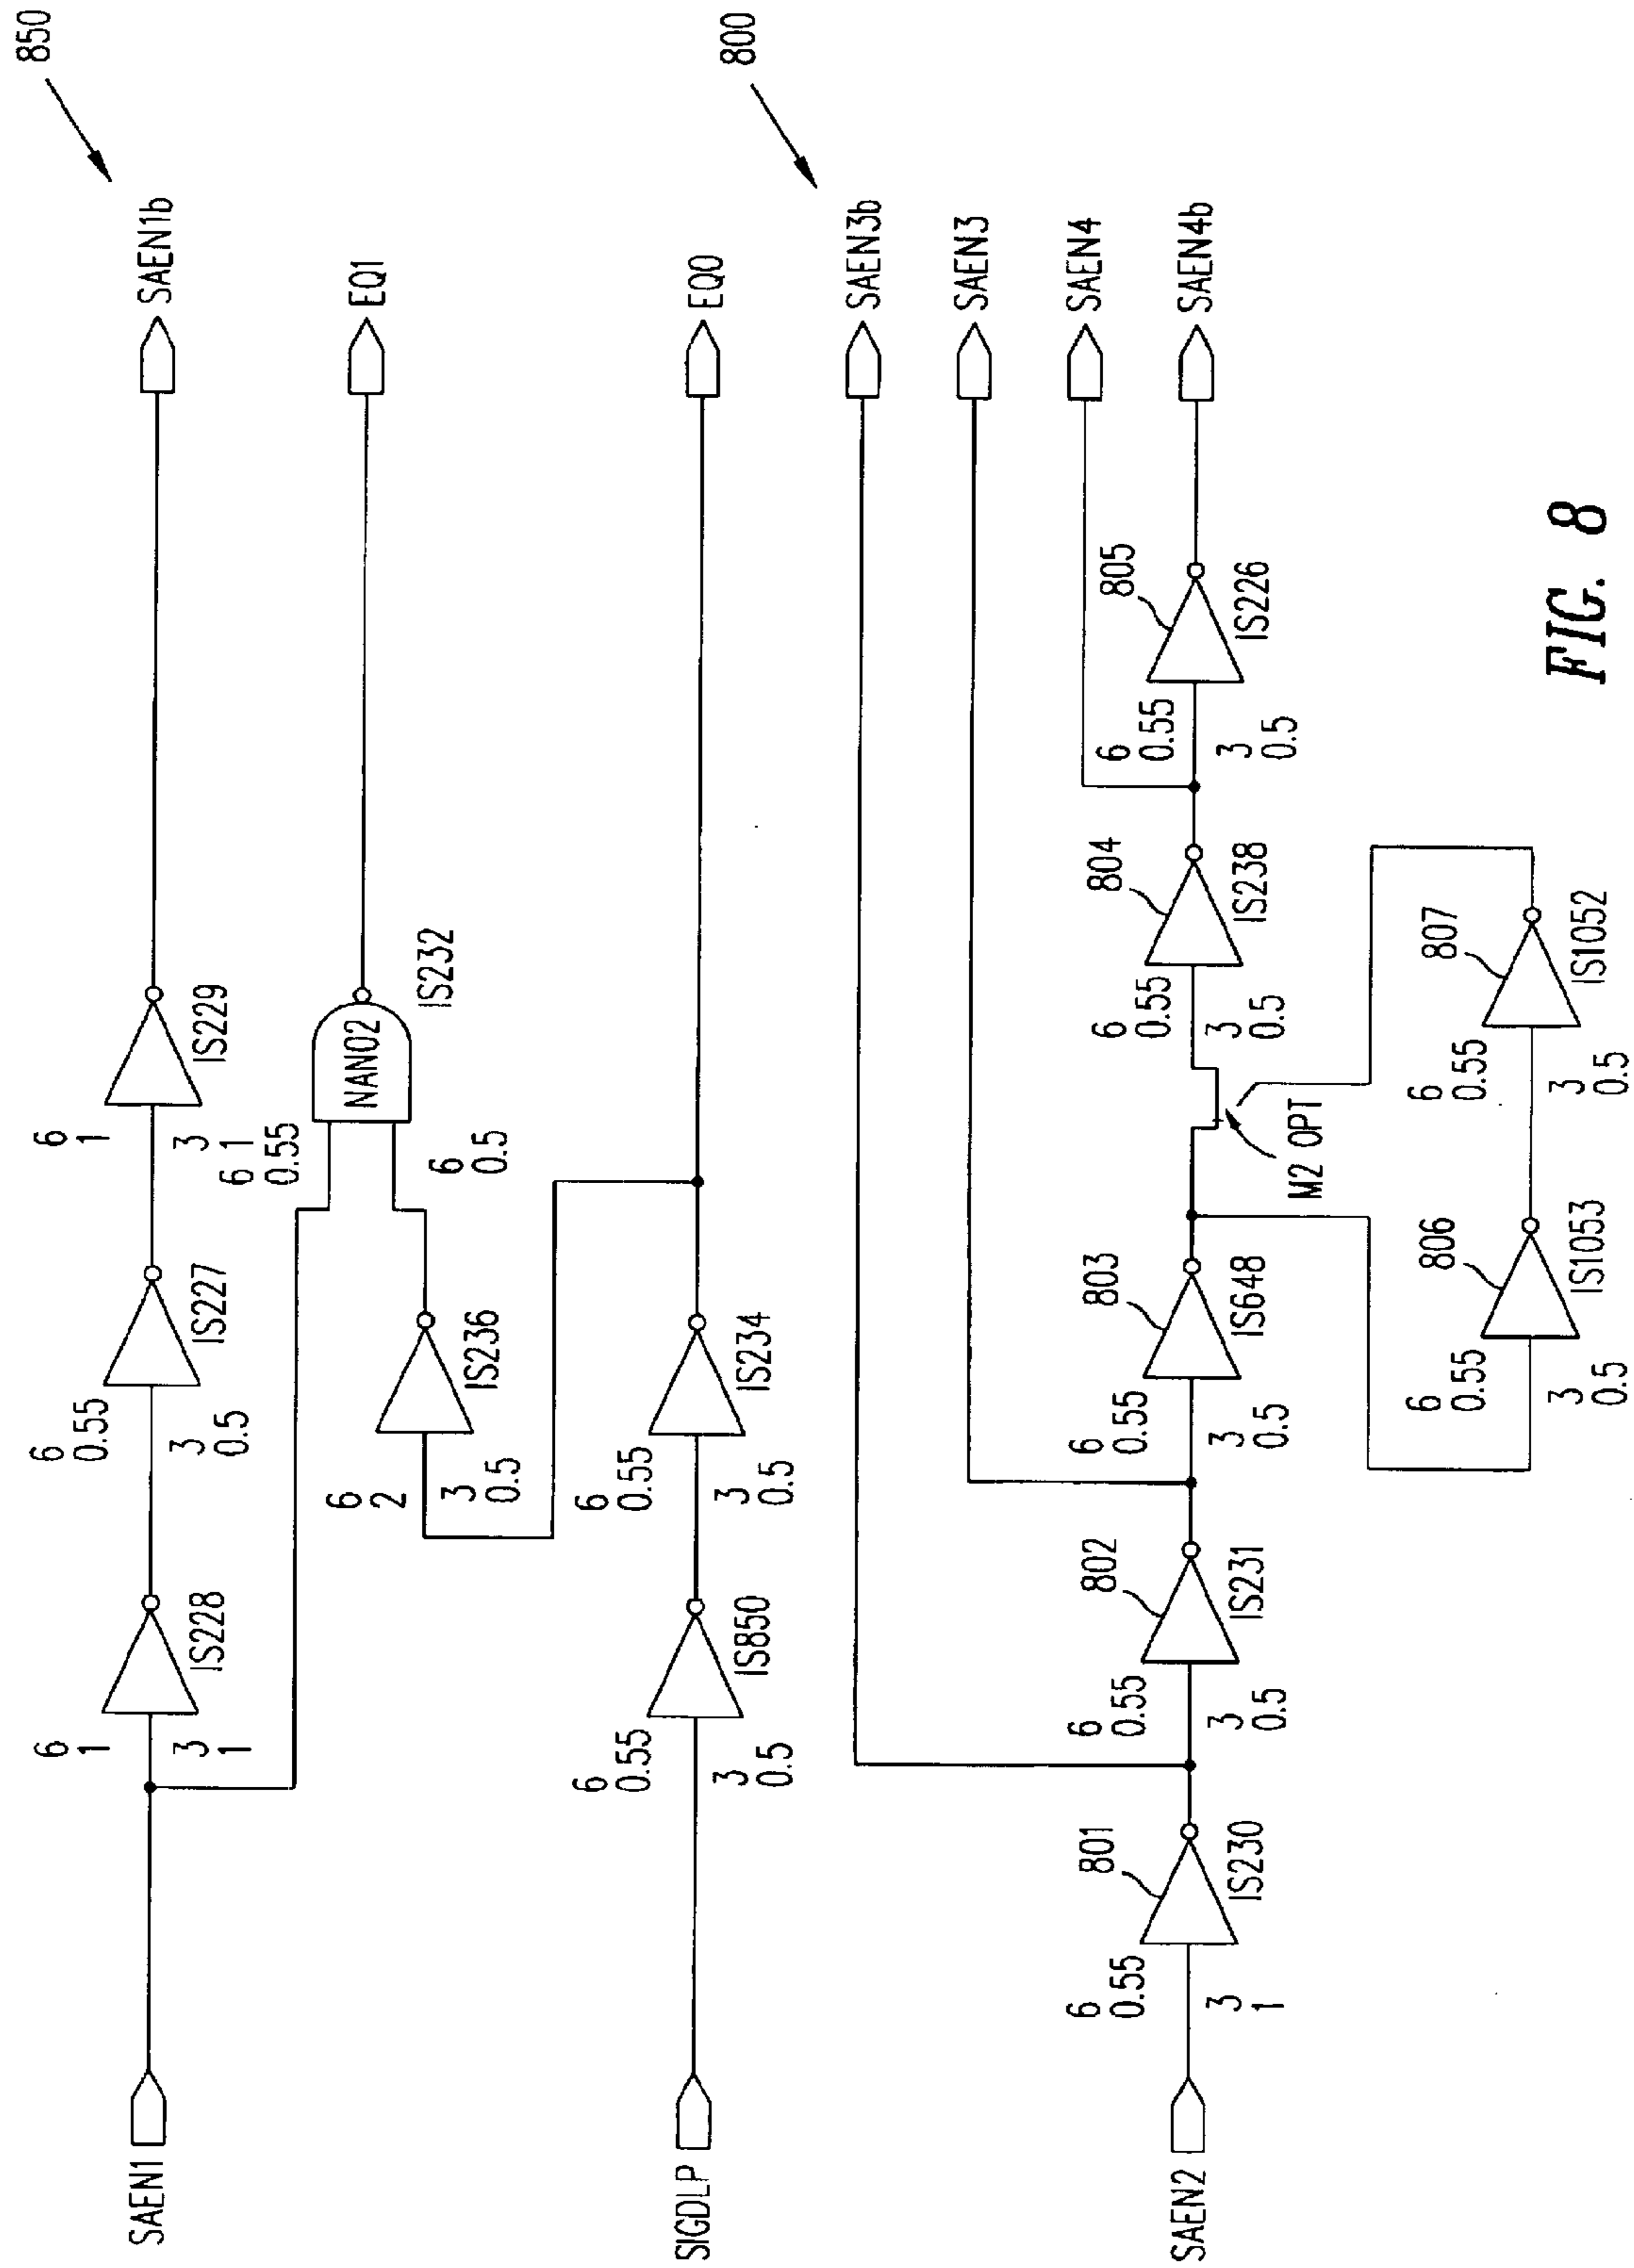 850
SAEN1
6
1
3
1
IS228
6
0.55
3
0.5
IS227
6
1
3
1
IS229
SAEN1b
6
2
3
0.5
IS236
6
0.55
6
0.5
NAN02
IS232
EQ1
SIGDLP
6
0.55
3
0.5
IS850
6
0.55
3
0.5
IS234
EQ0
800
SAEN3b
SAEN3
SAEN4
SAEN2
6
0.55
3
1
801
IS230
6
0.55
3
0.5
802
IS231
6
0.55
3
0.5
803
IS648
M2 OPT
6
0.55
3
0.5
804
IS238
6
0.55
3
0.5
805
IS226
SAEN4b
6
0.55
3
0.5
806
IS1053
6
0.55
3
0.5
807
IS1052
FIG. 8